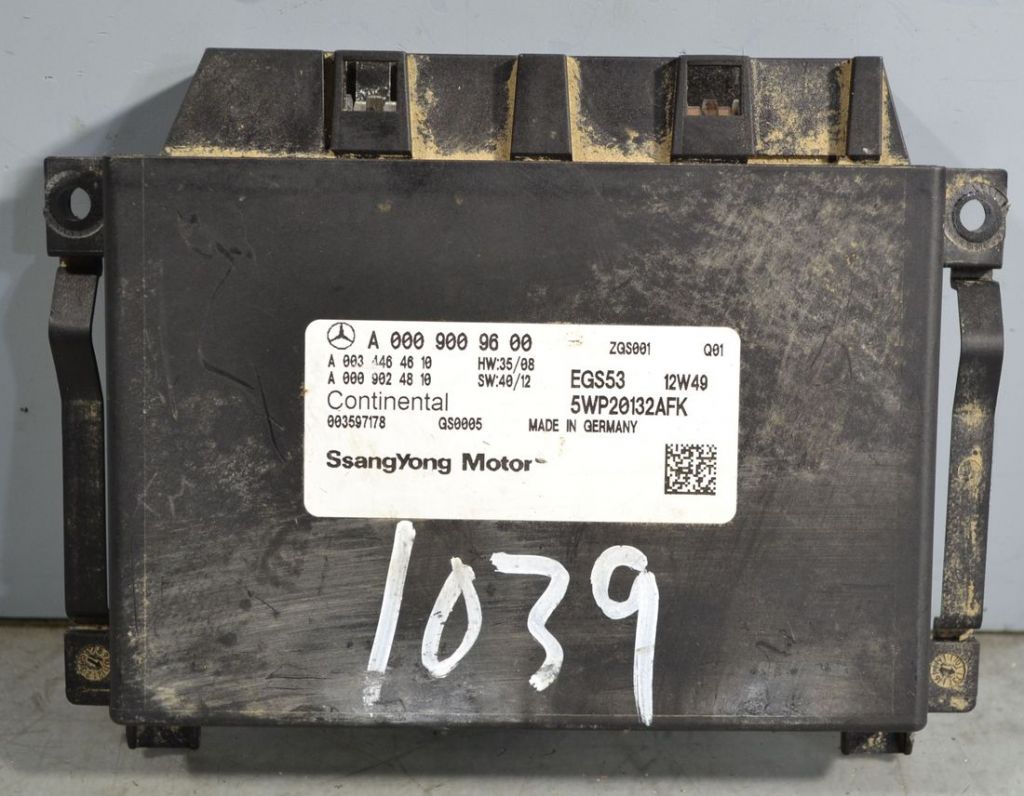 A 000 900 96 00 ZGS001 Q01
A 003 446 46 10 HW:35/08
A 000 902 48 10 SW:40/12 EGS53 12W49
Continental 5WP20132AFK
003597178 GS0005 MADE IN GERMANY
SsangYong Motor
1039